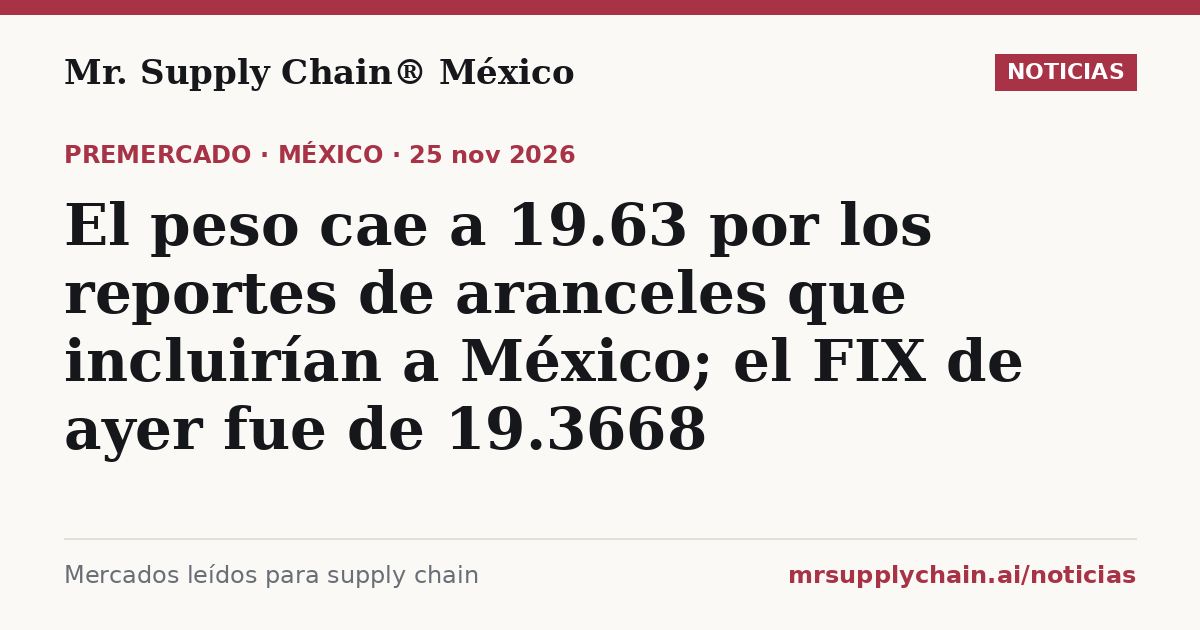 Mr. Supply Chain® México
NOTICIAS
PREMERCADO · MÉXICO · 25 nov 2026
El peso cae a 19.63 por los
reportes de aranceles que
incluirían a México; el FIX de
ayer fue de 19.3668
Mercados leídos para supply chain
mrsupplychain.ai/noticias